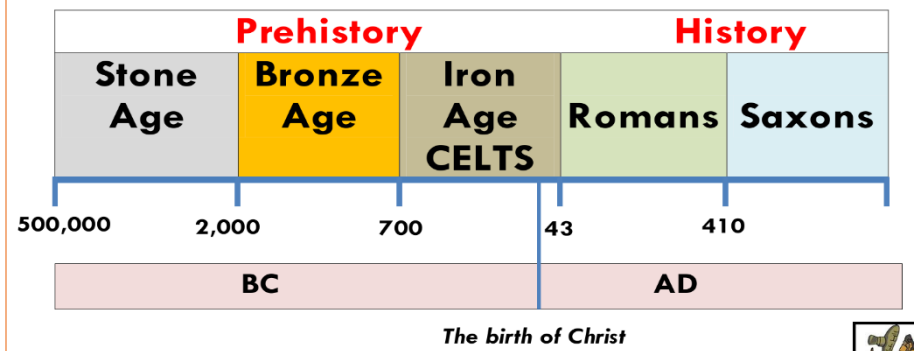 Prehistory History
Stone Age
Bronze Age
Iron Age CELTS
Romans
Saxons
500,000 2,000 700 43 410
BC AD
The birth of Christ